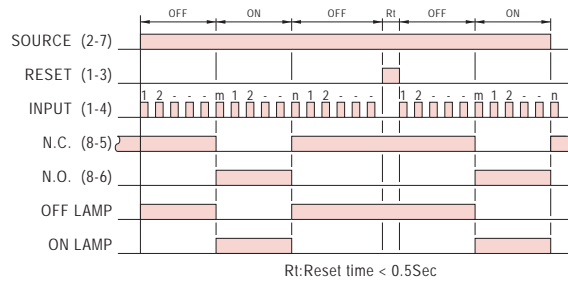 OFF ON OFF Rt OFF ON
SOURCE (2-7)
RESET (1-3)
INPUT (1-4) 1 2 - - - m 1 2 - - n 1 2 - - - 1 2 - - - m 1 2 - - n
N.C. (8-5)
N.O. (8-6)
OFF LAMP
ON LAMP
Rt:Reset time < 0.5Sec